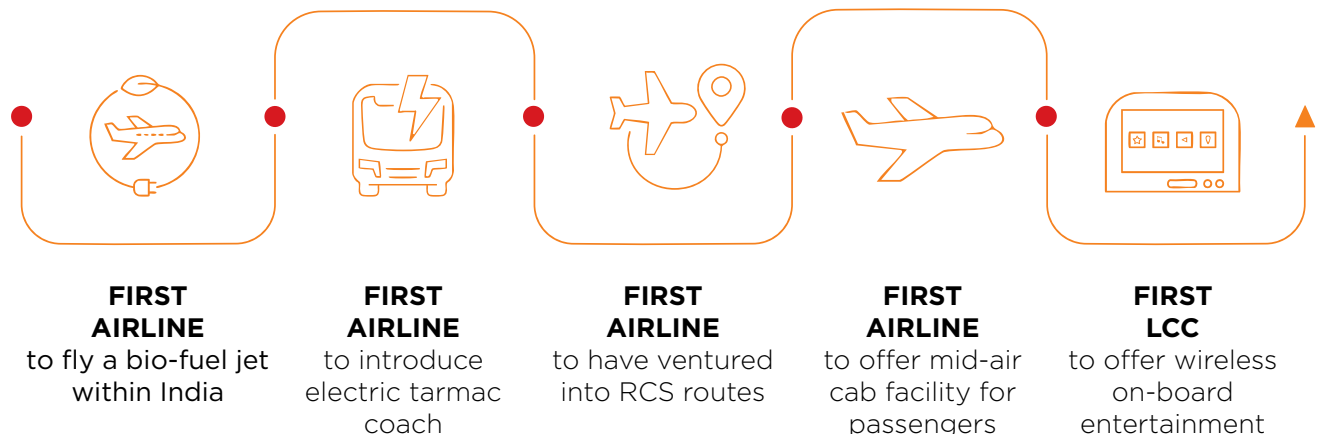 FIRST
AIRLINE
to fly a bio-fuel jet
within India
FIRST
AIRLINE
to introduce
electric tarmac
coach
FIRST
AIRLINE
to have ventured
into RCS routes
FIRST
AIRLINE
to offer mid-air
cab facility for
passengers
FIRST
LCC
to offer wireless
on-board
entertainment